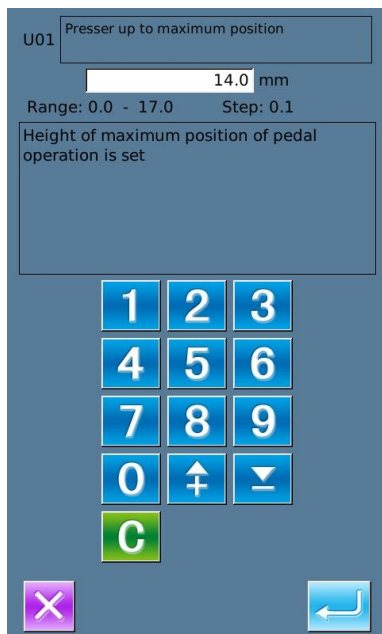 U01
Presser up to maximum position
14.0 mm
Range: 0.0 - 17.0 Step: 0.1
Height of maximum position of pedal
operation is set
1 2 3
4 5 6
7 8 9
0
C